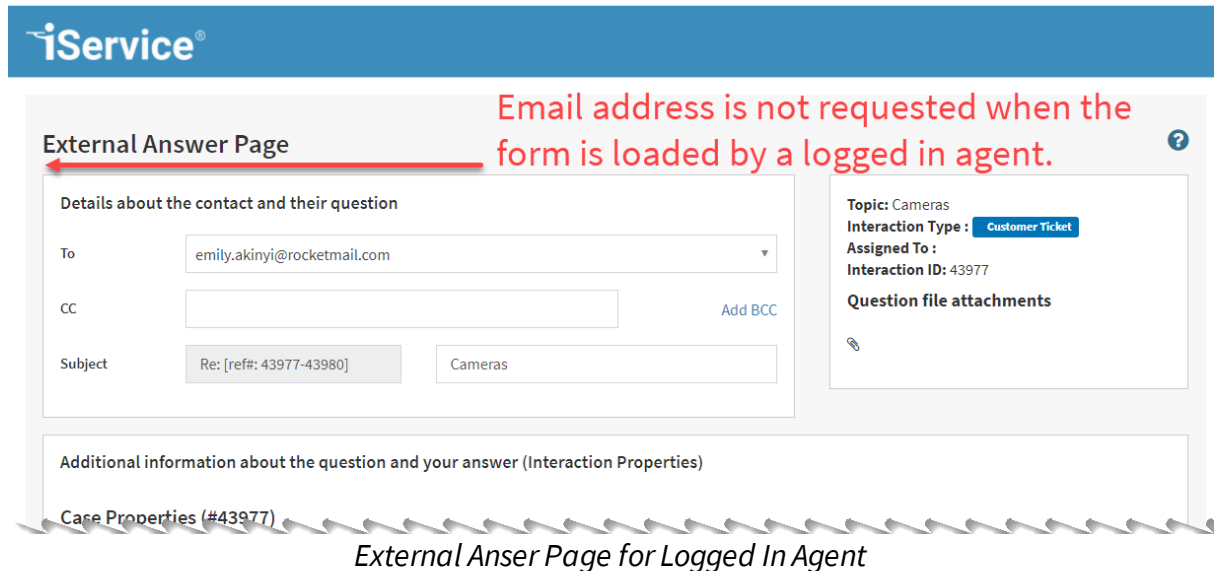 iService®
Email address is not requested when the
form is loaded by a logged in agent.
External Answer Page
Details about the contact and their question
To
emily.akinyi@rocketmail.com
CC
Add BCC
Subject
Re: [ref#: 43977-43980]
Cameras
Topic: Cameras
Interaction Type : Customer Ticket
Assigned To :
Interaction ID: 43977
Question file attachments
Additional information about the question and your answer (Interaction Properties)
Case Properties (#43977)
External Anser Page for Logged In Agent